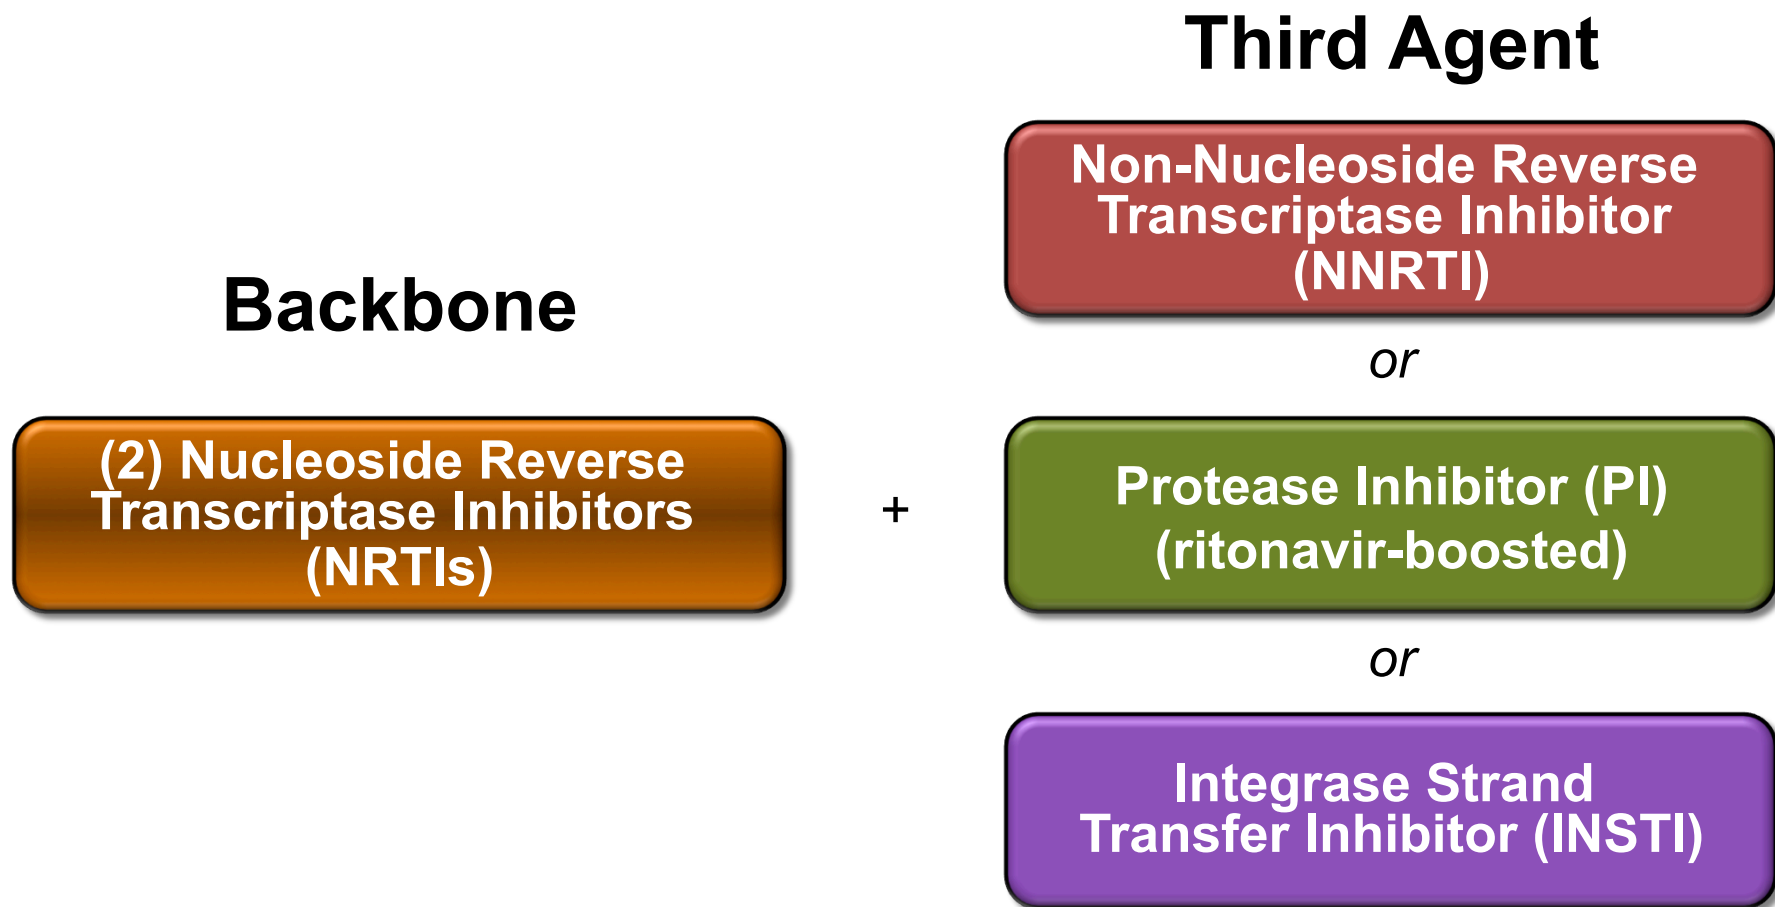 Third Agent
Non-Nucleoside Reverse
Transcriptase Inhibitor
(NNRTI)
or
Backbone
(2) Nucleoside Reverse
Transcriptase Inhibitors
(NRTIs)
+
Protease Inhibitor (PI)
(ritonavir-boosted)
or
Integrase Strand
Transfer Inhibitor (INSTI)